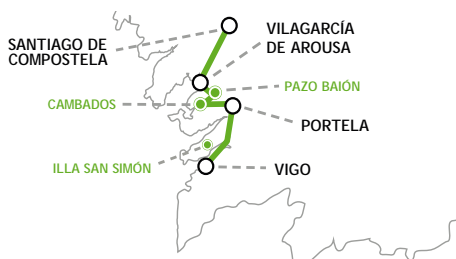 SANTIAGO DE
COMPOSTELA
VILAGARCÍA
DE AROUSA
PAZO BAIÓN
CAMBADOS
PORTELA
ILLA SAN SIMÓN
VIGO